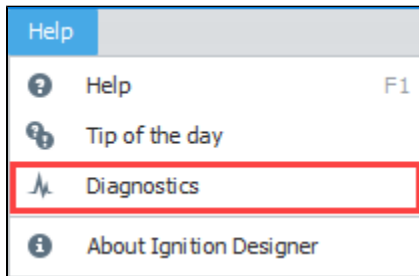 Help
Help F1
Tip of the day
Diagnostics
About Ignition Designer